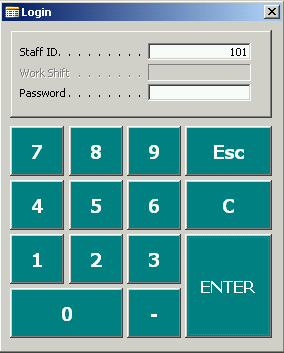 Login
Staff ID. . . . . . . . . 101
Work Shift . . . . . . . .
Password . . . . . . . .
7 8 9 Esc
4 5 6 C
1 2 3 ENTER
0 -